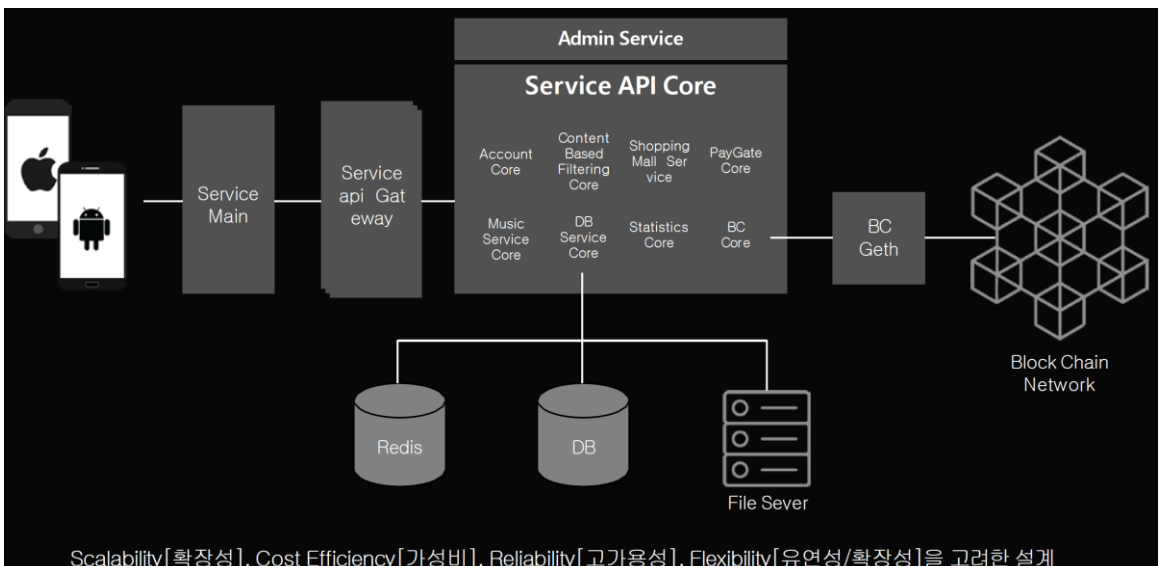 Admin Service
Service API Core
Account
Core
Content
Based
Filtering
Core
Shopping
Mall Ser
vice
PayGate
Core
Music
Service
Core
DB
Service
Core
Statistics
Core
BC
Core
Service
Main
Service
api Gat
eway
BC
Geth
Block Chain
Network
Redis
DB
File Sever
Scalability[확장성], Cost Efficiency[가성비], Reliability[고가용성], Flexibility[유연성/확장성]을 고려한 설계